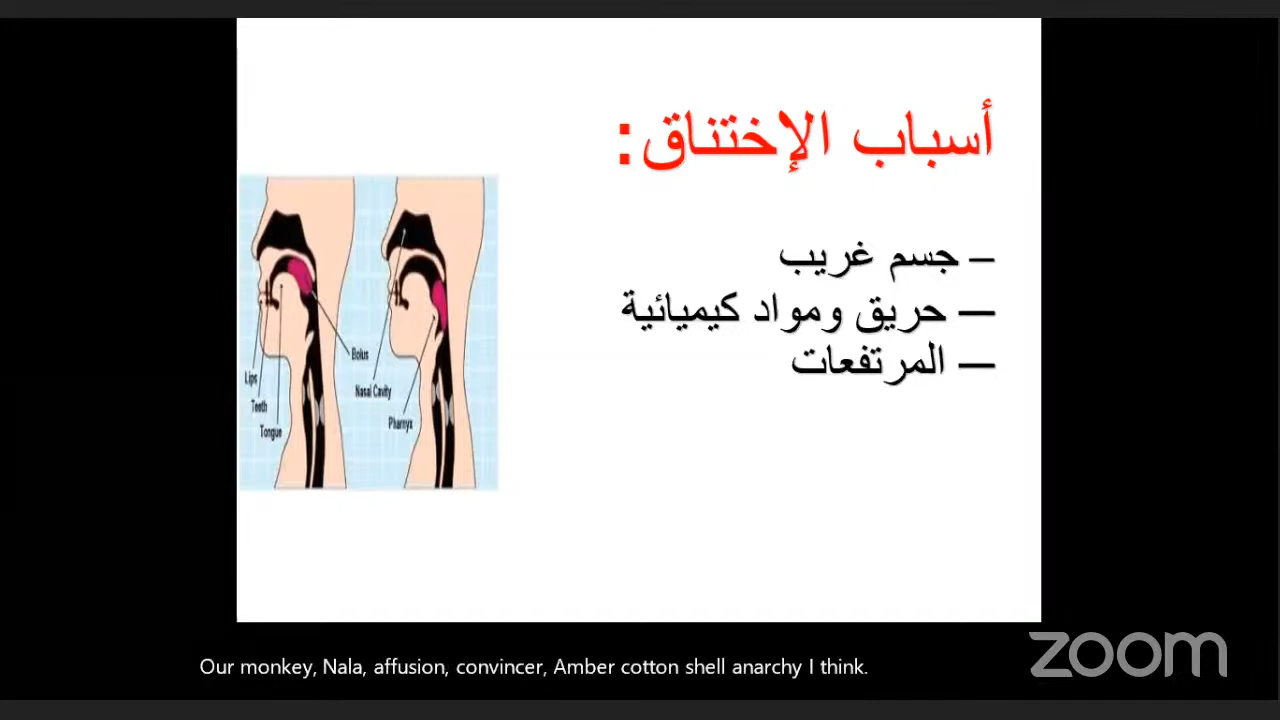 أسباب الإختناق:
– جسم غريب
— حريق ومواد كيميائية
— المرتفعات
Bolus
Lips
Nasal Cavity
Teeth
Pharnyx
Tongue
Our monkey, Nala, affusion, convincer, Amber cotton shell anarchy I think.
zoom